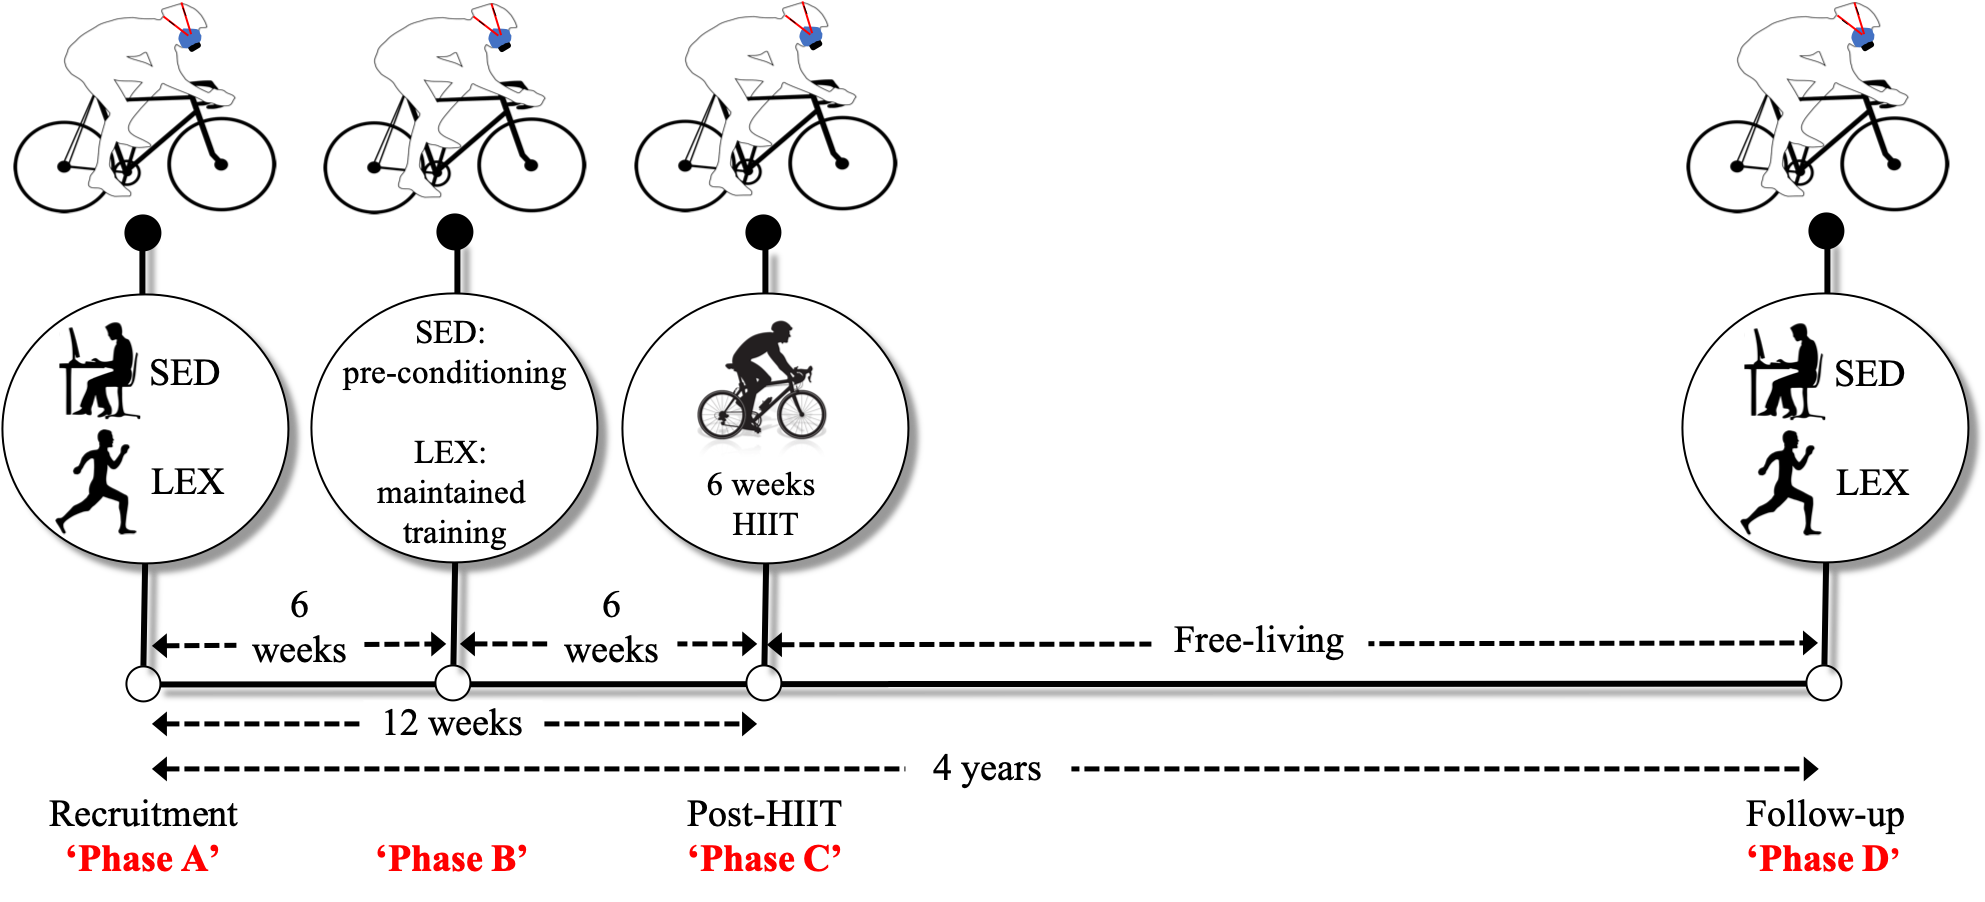 SED
LEX
SED:
pre-conditioning
LEX:
maintained
training
6 weeks
HIIT
SED
LEX
6
weeks
6
weeks
Free-living
12 weeks
4 years
Recruitment
‘Phase A’
‘Phase B’
Post-HIIT
‘Phase C’
Follow-up
‘Phase D’